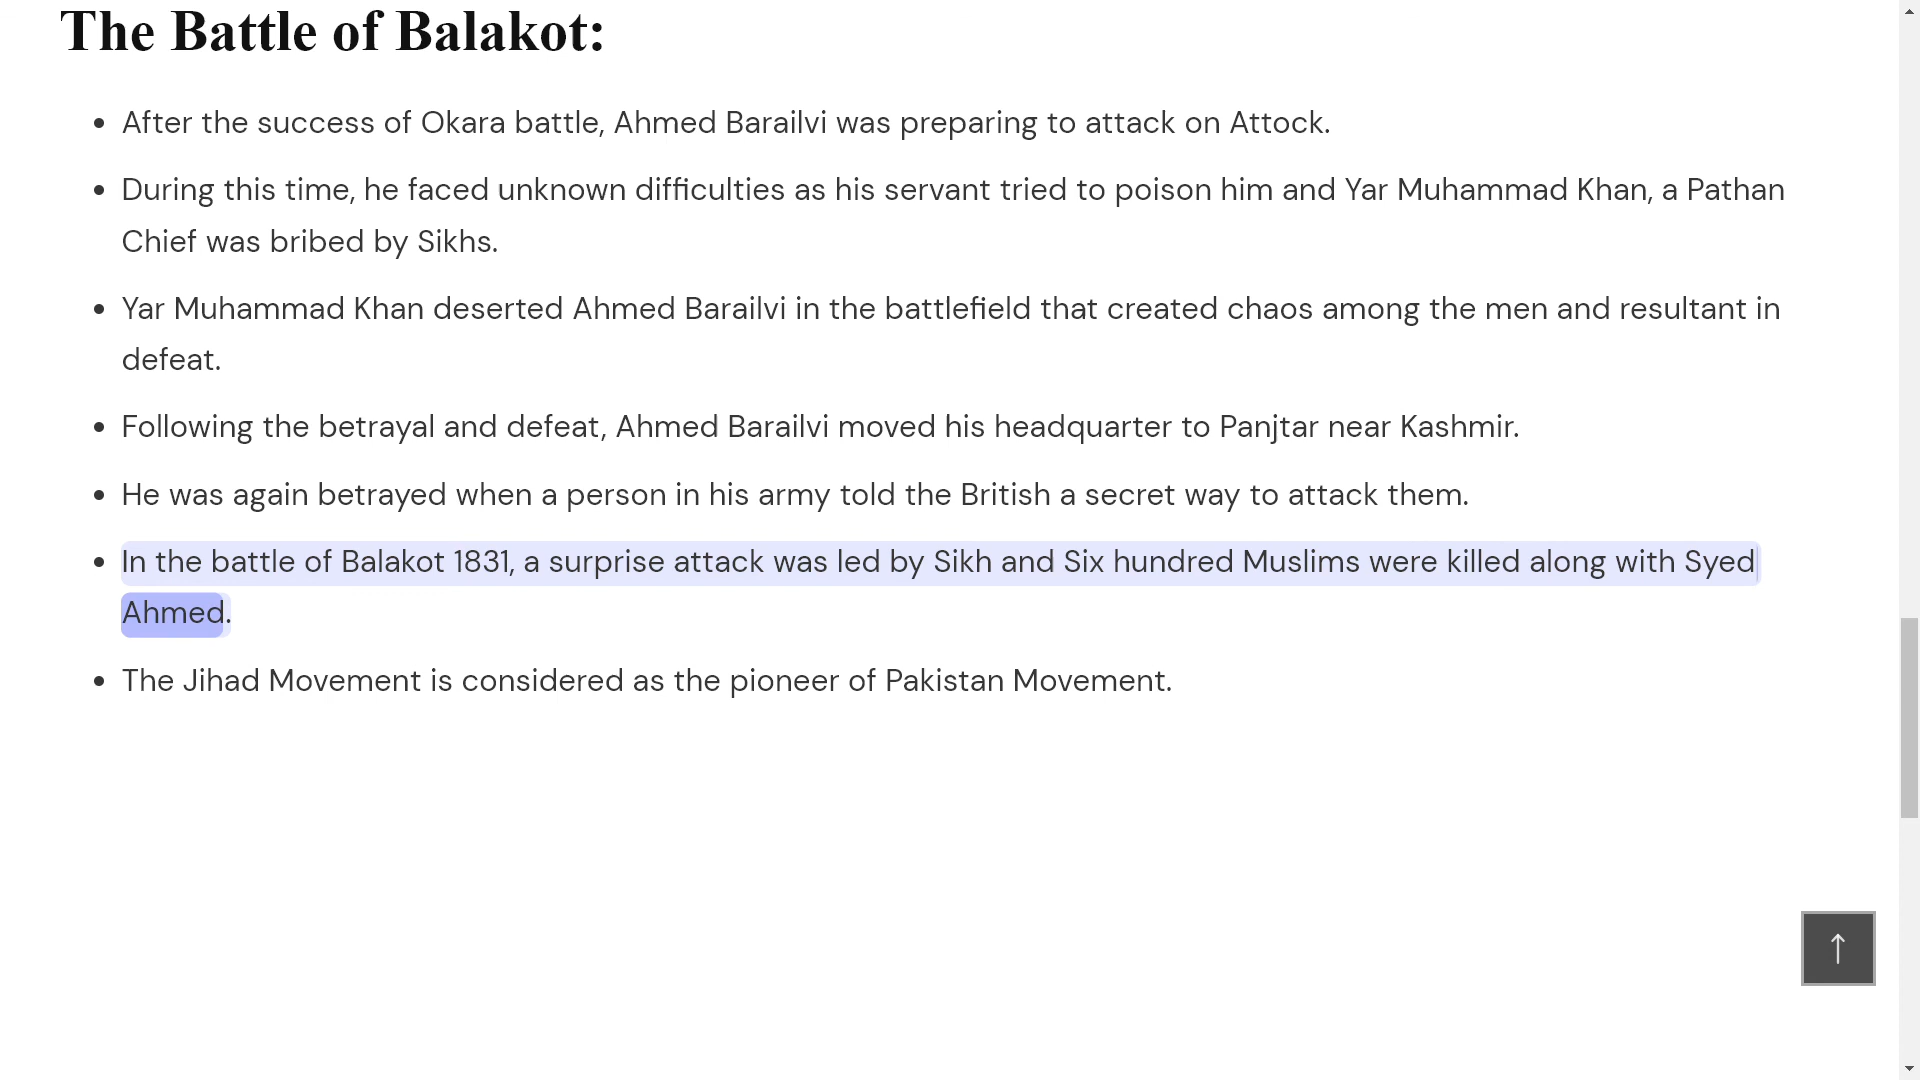 The Battle of Balakot:
• After the success of Okara battle, Ahmed Barailvi was preparing to attack on Attock.
• During this time, he faced unknown difficulties as his servant tried to poison him and Yar Muhammad Khan, a Pathan
Chief was bribed by Sikhs.
• Yar Muhammad Khan deserted Ahmed Barailvi in the battlefield that created chaos among the men and resultant in
defeat.
• Following the betrayal and defeat, Ahmed Barailvi moved his headquarter to Panjtar near Kashmir.
• He was again betrayed when a person in his army told the British a secret way to attack them.
• In the battle of Balakot 1831, a surprise attack was led by Sikh and Six hundred Muslims were killed along with Syed
Ahmed.
• The Jihad Movement is considered as the pioneer of Pakistan Movement.